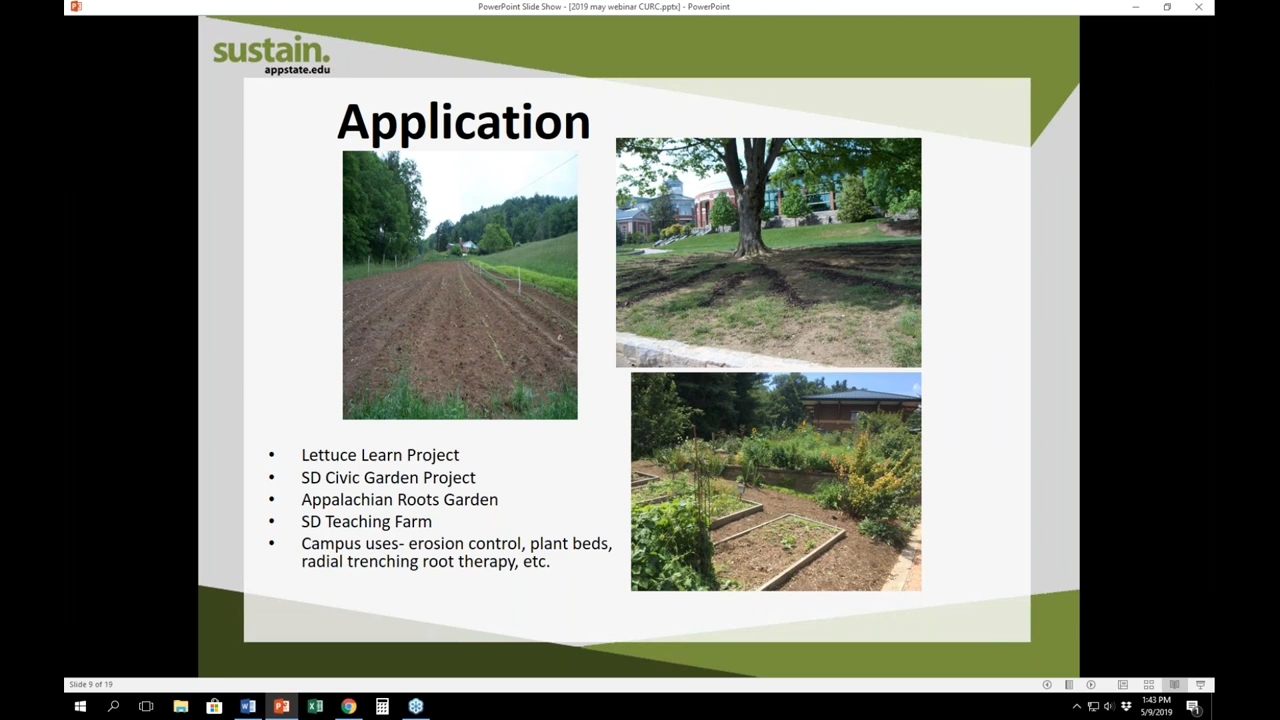 PowerPoint Slide Show - [2019 may webinar CURC.pptx] - PowerPoint
sustain.
appstate.edu
Application
• Lettuce Learn Project
• SD Civic Garden Project
• Appalachian Roots Garden
• SD Teaching Farm
• Campus uses- erosion control, plant beds,
radial trenching root therapy, etc.
Slide 9 of 19
1:43 PM
5/9/2019